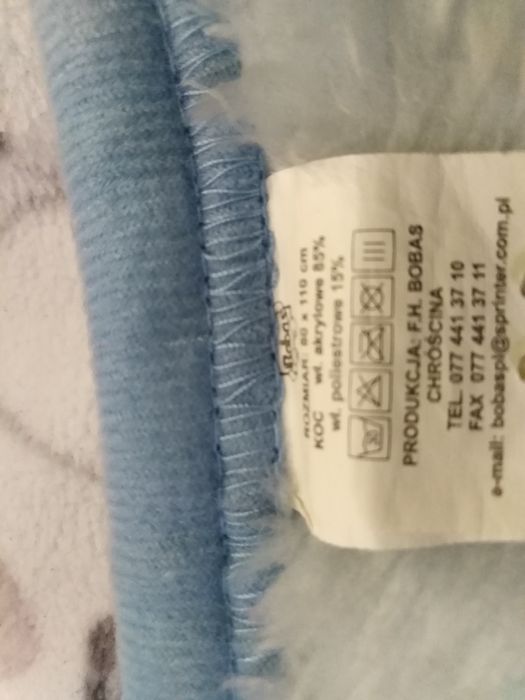 Bobas
ROZMIAR 80 x 110 cm
KOC wł. akrylowe 85%
wł. poliestrowe 15%
PRODUKCJA: F.H. BOBAS
CHRÓŚCINA
TEL. 077 441 37 10
FAX 077 441 37 11
e-mail: bobaspl@sprinter.com.pl